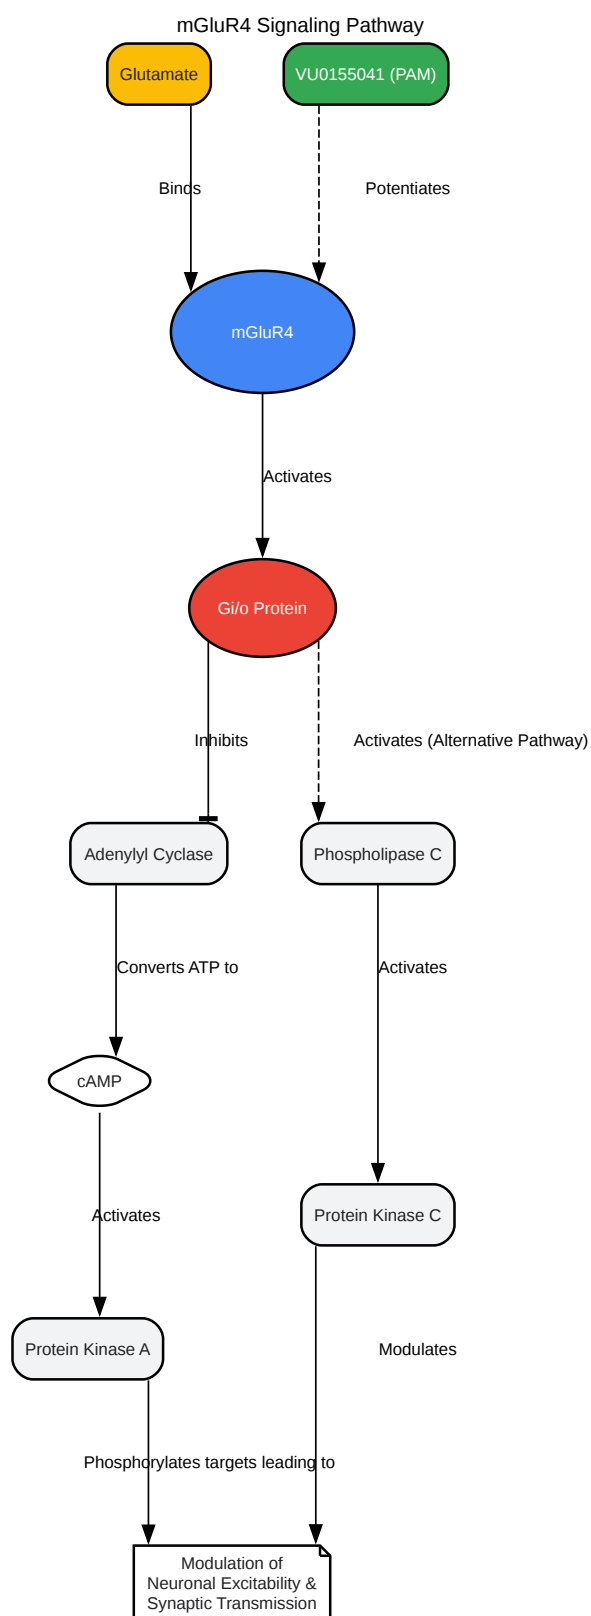 mGluR4 Signaling Pathway
Glutamate
VU0155041 (PAM)
Binds
Potentiates
mGluR4
Activates
Gi/o Protein
Inhibits
Activates (Alternative Pathway)
Adenylyl Cyclase
Phospholipase C
Converts ATP to
Activates
cAMP
Activates
Protein Kinase C
Protein Kinase A
Modulates
Phosphorylates targets leading to
Modulation of
Neuronal Excitability &
Synaptic Transmission